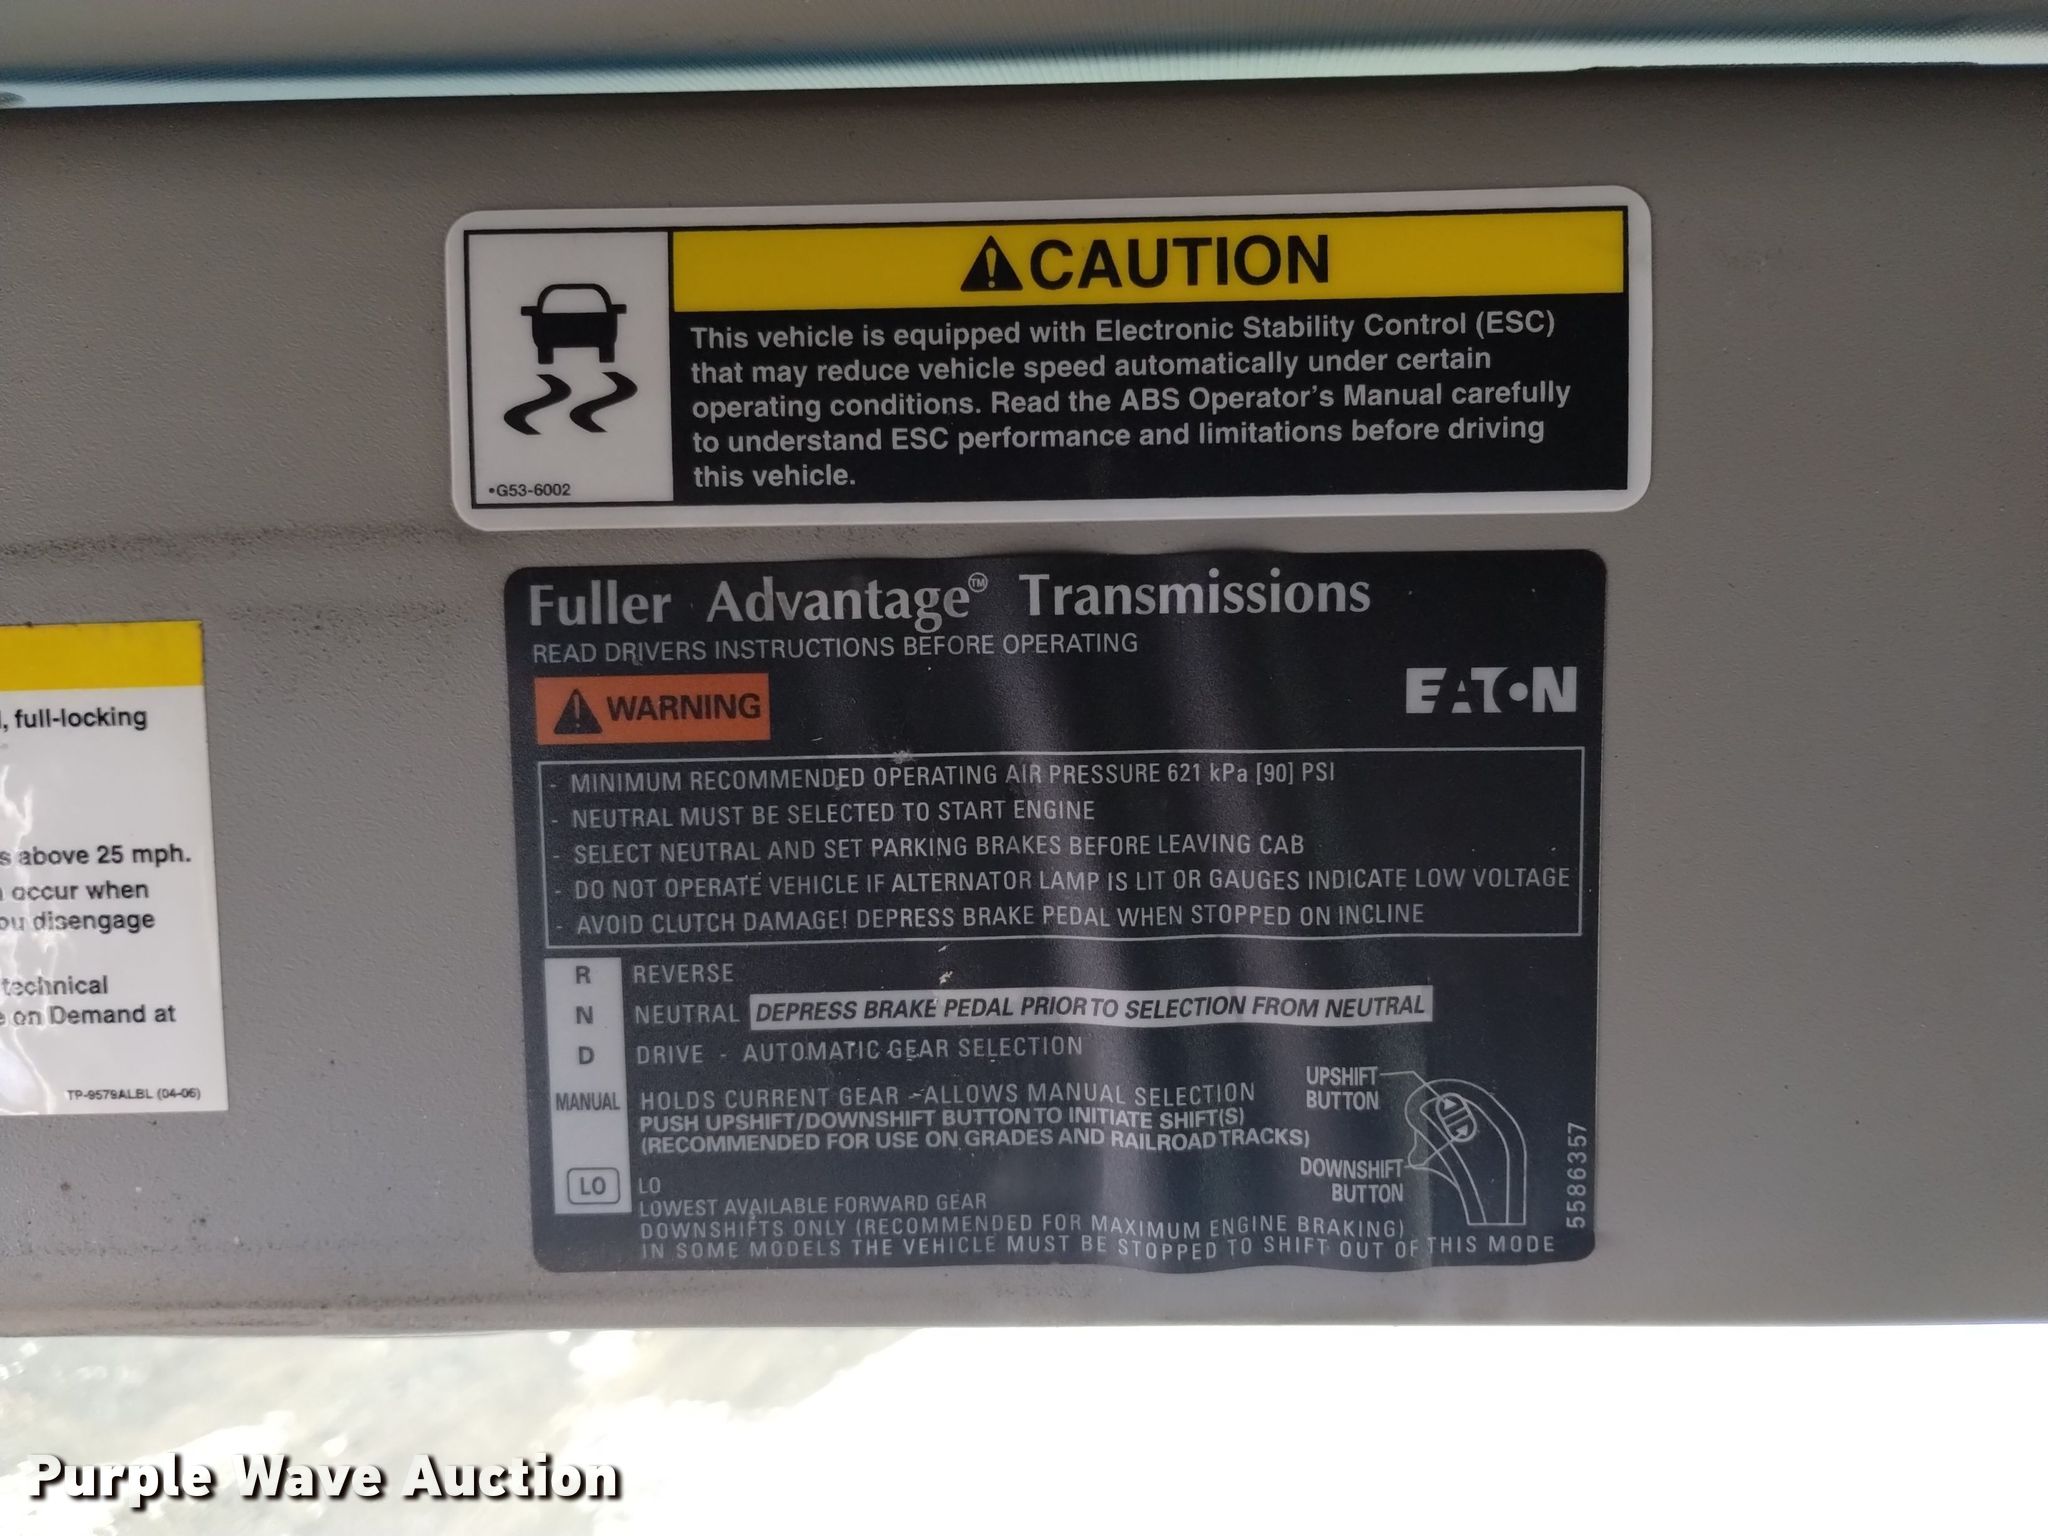 CAUTION
This vehicle is equipped with Electronic Stability Control (ESC)
that may reduce vehicle speed automatically under certain
operating conditions. Read the ABS Operator's Manual carefully
to understand ESC performance and limitations before driving
this vehicle.
•G53-6002
, full-locking
above 25 mph.
occur when
disengage
technical
on Demand at
TP-9579ALBL (04-06)
Fuller Advantage™ Transmissions
READ DRIVERS INSTRUCTIONS BEFORE OPERATING
WARNING
EATON
- MINIMUM RECOMMENDED OPERATING AIR PRESSURE 621 kPa [90] PSI
- NEUTRAL MUST BE SELECTED TO START ENGINE
- SELECT NEUTRAL AND SET PARKING BRAKES BEFORE LEAVING CAB
- DO NOT OPERATE VEHICLE IF ALTERNATOR LAMP IS LIT OR GAUGES INDICATE LOW VOLTAGE
- AVOID CLUTCH DAMAGE! DEPRESS BRAKE PEDAL WHEN STOPPED ON INCLINE
R REVERSE
N NEUTRAL DEPRESS BRAKE PEDAL PRIOR TO SELECTION FROM NEUTRAL
D DRIVE - AUTOMATIC GEAR SELECTION
MANUAL HOLDS CURRENT GEAR - ALLOWS MANUAL SELECTION
PUSH UPSHIFT/DOWNSHIFT BUTTON TO INITIATE SHIFT(S)
(RECOMMENDED FOR USE ON GRADES AND RAILROAD TRACKS)
LO LO
LOWEST AVAILABLE FORWARD GEAR
DOWNSHIFTS ONLY (RECOMMENDED FOR MAXIMUM ENGINE BRAKING)
IN SOME MODELS THE VEHICLE MUST BE STOPPED TO SHIFT OUT OF THIS MODE
UPSHIFT
BUTTON
DOWNSHIFT
BUTTON
5586357
Purple Wave Auction